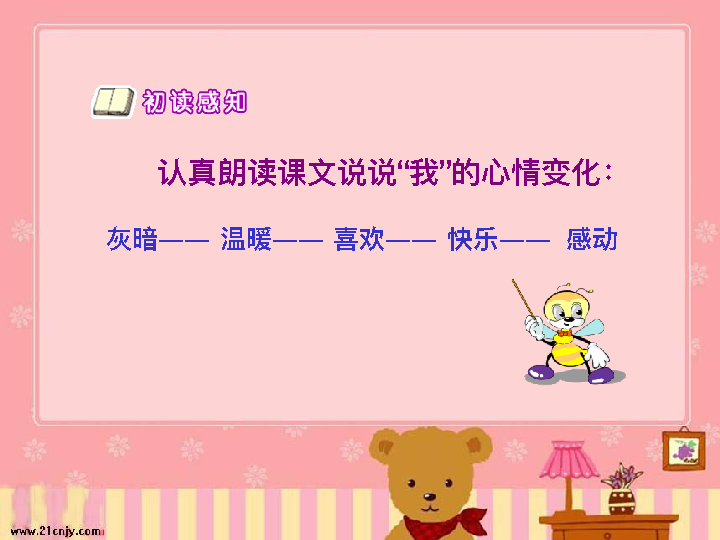 初读感知
认真朗读课文说说“我”的心情变化：
灰暗—— 温暖—— 喜欢—— 快乐—— 感动
www.21cnjy.com